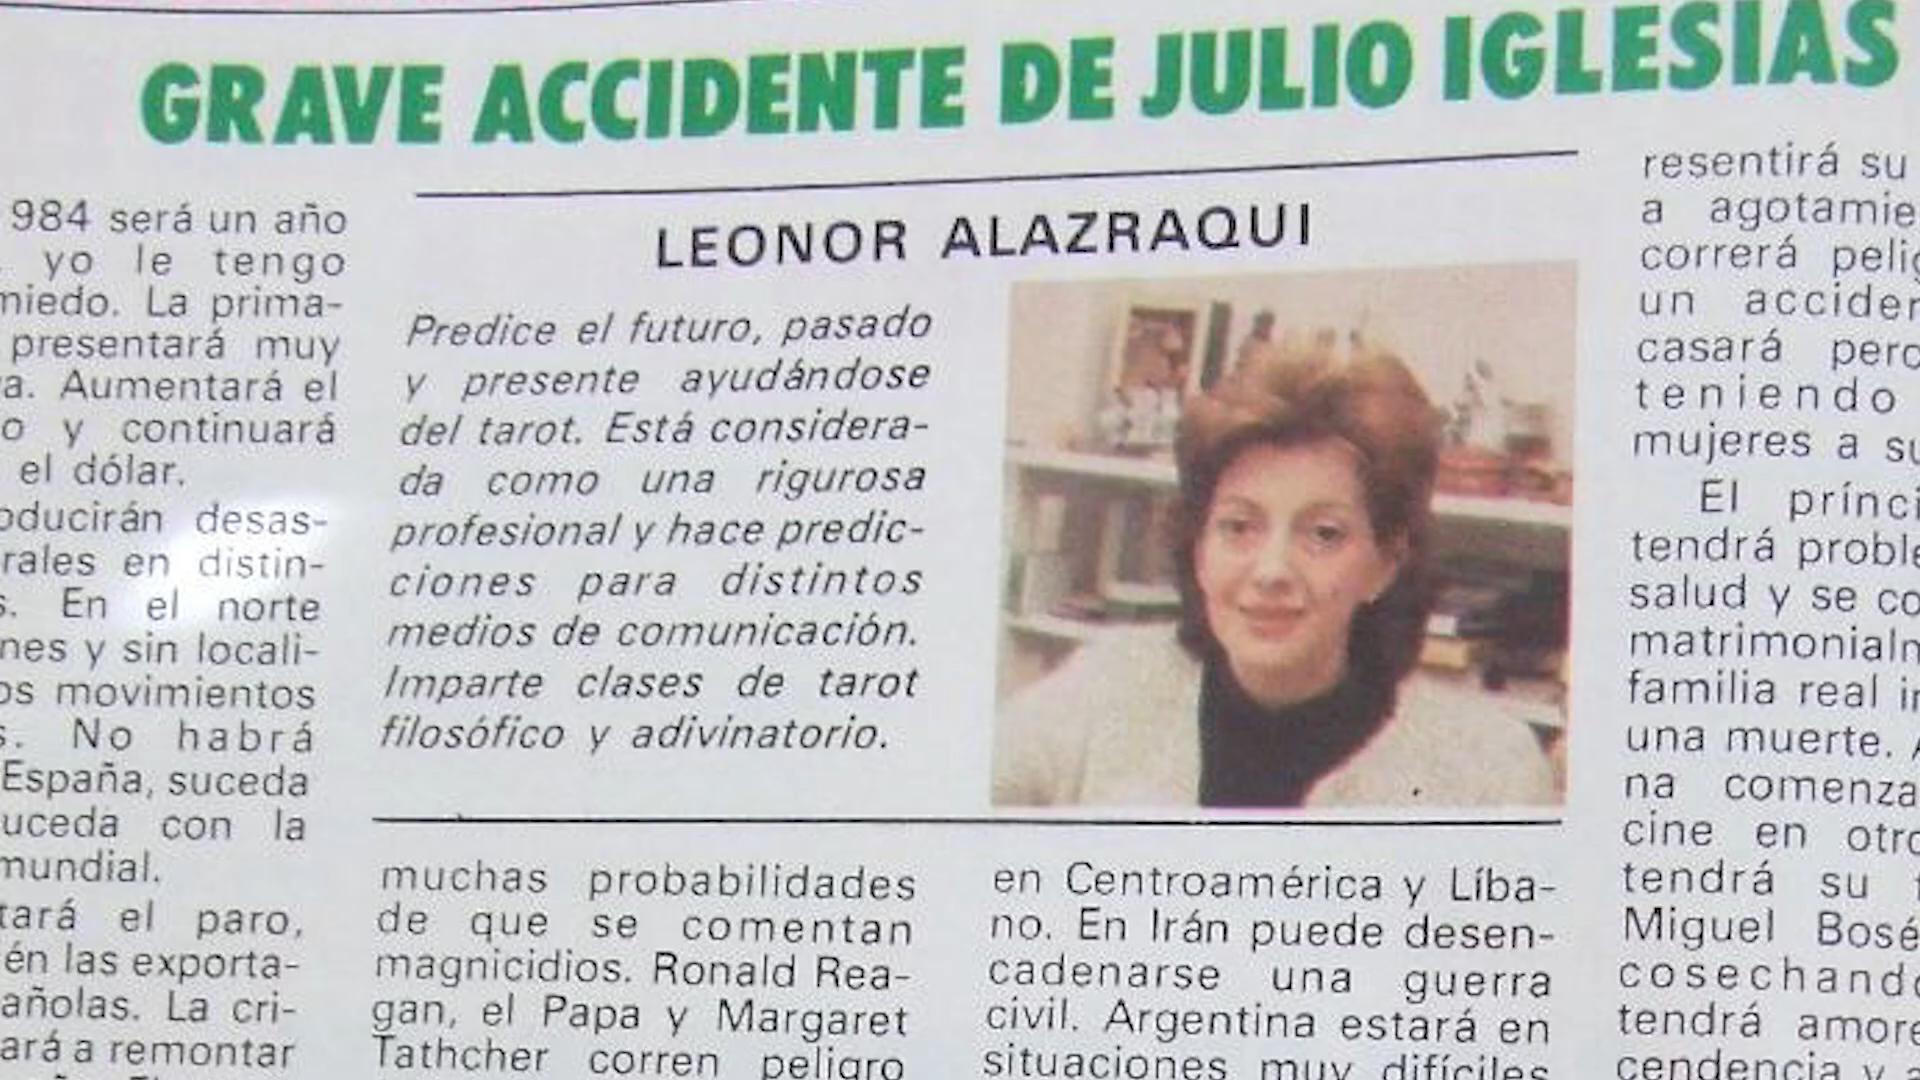 GRAVE ACCIDENTE DE JULIO IGLESIAS
984 será un año
yo le tengo
miedo. La prima-
presentará muy
a. Aumentará el
o y continuará
el dólar.
oducirán desas-
rales en distin-
s. En el norte
nes y sin locali-
os movimientos
s. No habrá
España, suceda
uceda con la
mundial.
tará el paro,
én las exporta-
añolas. La cri-
ará a remontar
LEONOR ALAZRAQUI
Predice el futuro, pasado
y presente ayudándose
del tarot. Está considera-
da como una rigurosa
profesional y hace predic-
ciones para distintos
medios de comunicación.
Imparte clases de tarot
filosófico y adivinatorio.
muchas probabilidades
de que se comentan
magnicidios. Ronald Rea-
gan, el Papa y Margaret
Tathcher corren peligro
en Centroamérica y Líba-
no. En Irán puede desen-
cadenarse una guerra
civil. Argentina estará en
situaciones muy difíciles
resentirá su
a agotamie
correrá pelig
un acciden
casará pero
teniendo
mujeres a su
El prínci
tendrá proble
salud y se co
matrimonialm
familia real in
una muerte. A
na comenza
cine en otro
tendrá su f
Miguel Bosé
cosechando
tendrá amore
cendencia y a